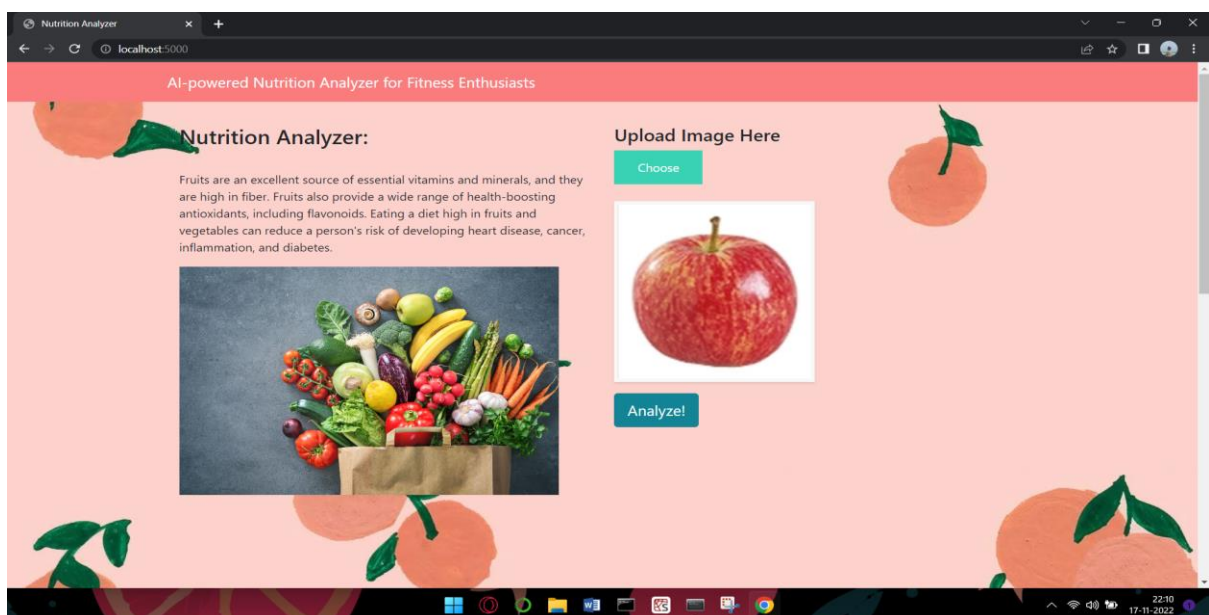 Nutrition Analyzer
localhost:5000
AI-powered Nutrition Analyzer for Fitness Enthusiasts
Nutrition Analyzer:
Fruits are an excellent source of essential vitamins and minerals, and they
are high in fiber. Fruits also provide a wide range of health-boosting
antioxidants, including flavonoids. Eating a diet high in fruits and
vegetables can reduce a person's risk of developing heart disease, cancer,
inflammation, and diabetes.
Upload Image Here
Choose
Analyze!
22:10
17-11-2022